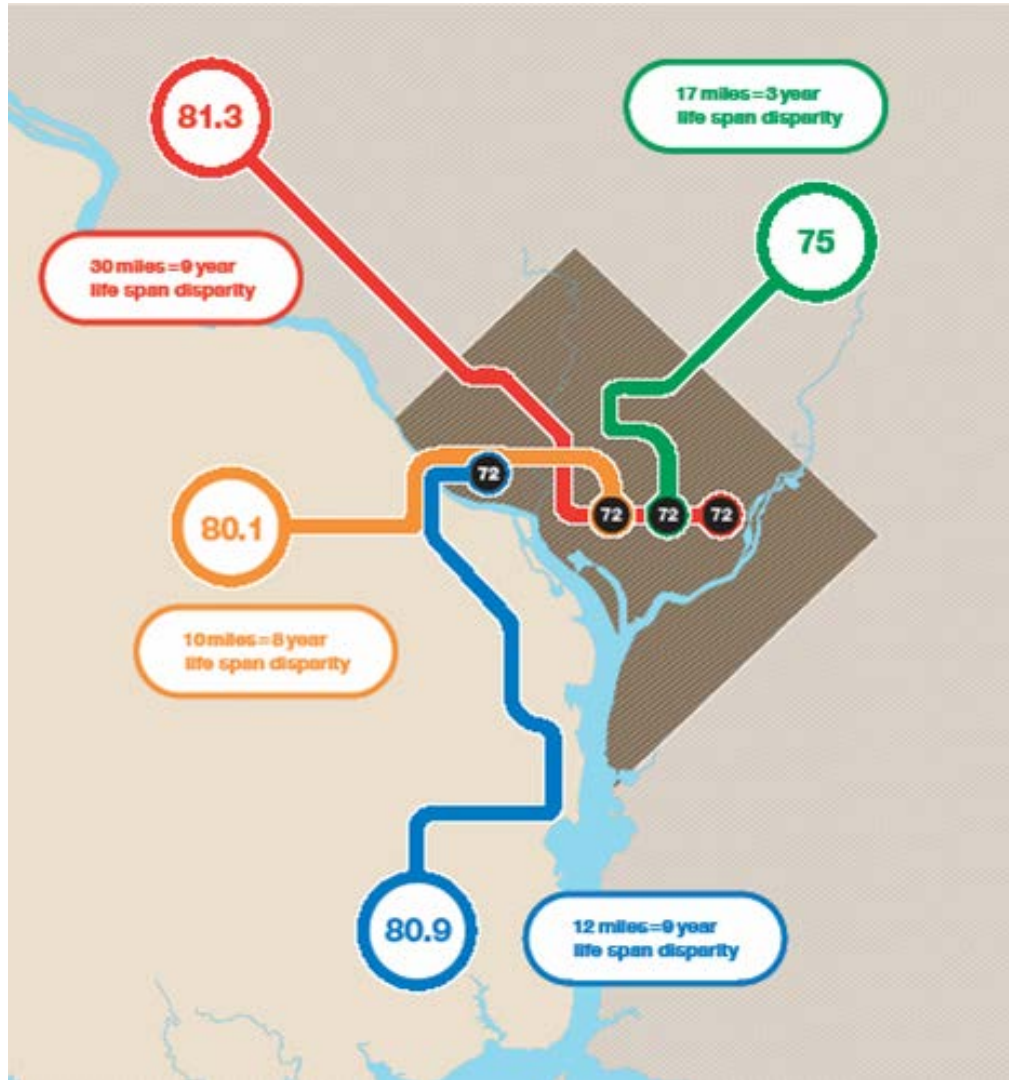 81.3
17 miles=3 year
life span disparity
75
30 miles=9 year
life span disparity
72
80.1
72
72
72
10 miles=8 year
life span disparity
80.9
12 miles=9 year
life span disparity